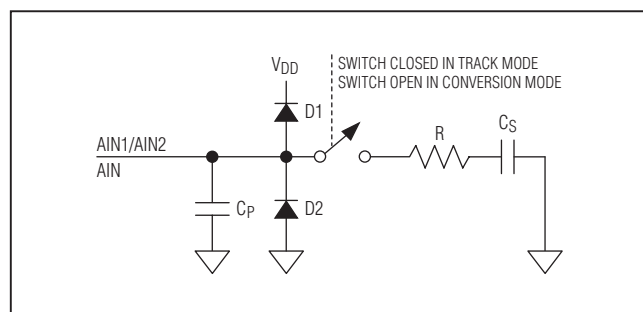 SWITCH CLOSED IN TRACK MODE
SWITCH OPEN IN CONVERSION MODE
VDD
D1
R
CS
AIN1/AIN2
AIN
CP
D2